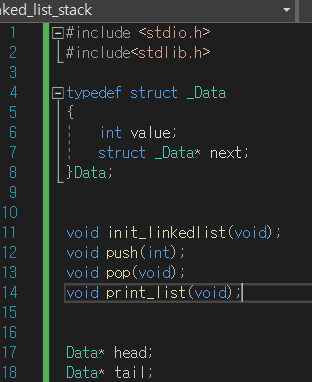 nked_list_stack
1 #include <stdio.h>
2 #include<stdlib.h>
3
4 typedef struct _Data
5 {
6 int value;
7 struct _Data* next;
8 }Data;
9
10
11 void init_linkedlist(void);
12 void push(int);
13 void pop(void);
14 void print_list(void);
15
16
17 Data* head;
18 Data* tail;